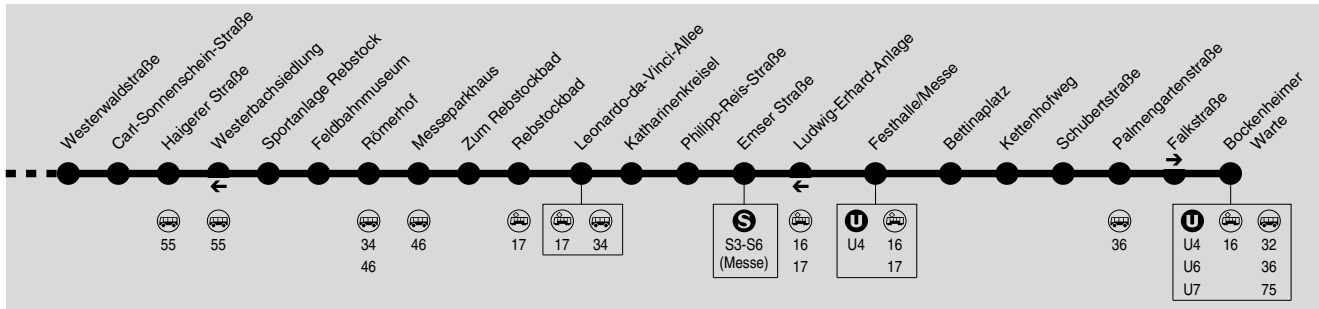 Westerwaldstraße
Carl-Sonnenschein-Straße
Haigerer Straße
Westerbachsiedlung
Sportanlage Rebstock
Feldbahnmuseum
Römerhof
Messeparkhaus
Zum Rebstockbad
Rebstockbad
Leonardo-da-Vinci-Allee
Katharinenkreisel
Philipp-Reis-Straße
Emser Straße
Ludwig-Erhard-Anlage
Festhalle/Messe
Bettinaplatz
Kettenhofweg
Schubertstraße
Palmengartenstraße
Falkstraße
Bockenheimer
Warte
55
55
34
46
46
17
17 34
S
S3-S6
(Messe)
16
17
U
U4 16
17
36
U
U4 16 32
U6 36
U7 75